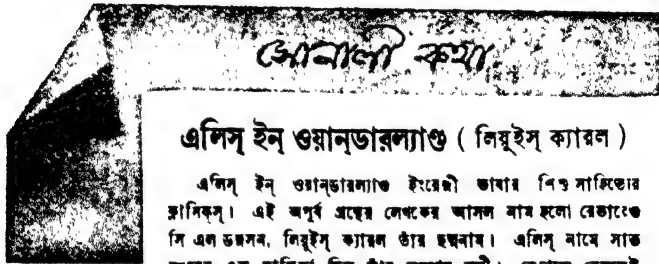 সোনালী কথা
এলিস্ ইন্ ওয়ান্ডারল্যাণ্ড ( লিয়ুইস্ ক্যারল )
এলিস্ ইন্ ওয়ান্ডারল্যাণ্ড ইংরেজী ভাষার শিশু সাহিত্যের
ক্লাসিক্স্। এই অপূর্ব গ্রন্থের লেখকের আসল নাম হলো রেভারেণ্ড
সি এল ডজসন, লিয়ুইস্ ক্যারল তাঁর ছদ্মনাম। এলিস্ নামে সাত